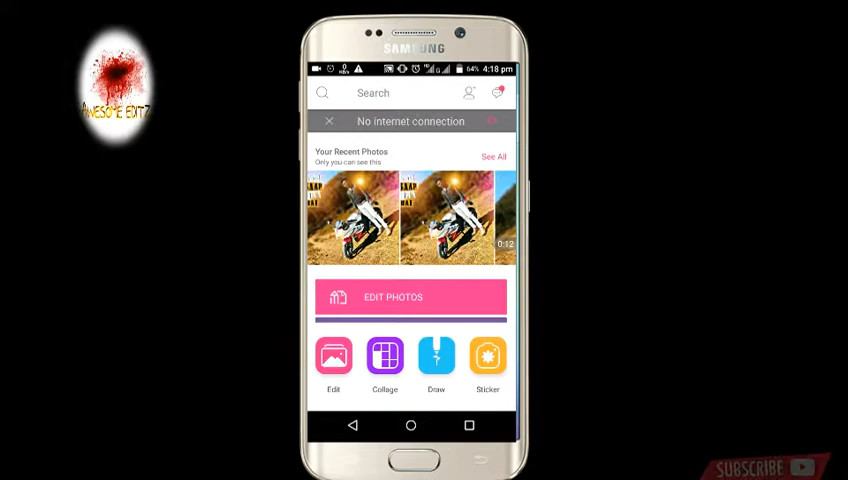 SAMSUNG
64% 4:18 pm
Search
No internet connection
Your Recent Photos
Only you can see this
See All
0:12
EDIT PHOTOS
Edit
Collage
Draw
Sticker
AWESOME EDITZ
SUBSCRIBE